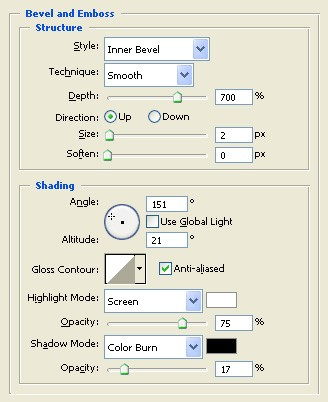 Bevel and Emboss
Structure
Style: Inner Bevel
Technique: Smooth
Depth: 700 %
Direction: Up Down
Size: 2 px
Soften: 0 px
Shading
Angle: 151 °
Use Global Light
Altitude: 21 °
Gloss Contour: Anti-aliased
Highlight Mode: Screen
Opacity: 75 %
Shadow Mode: Color Burn
Opacity: 17 %